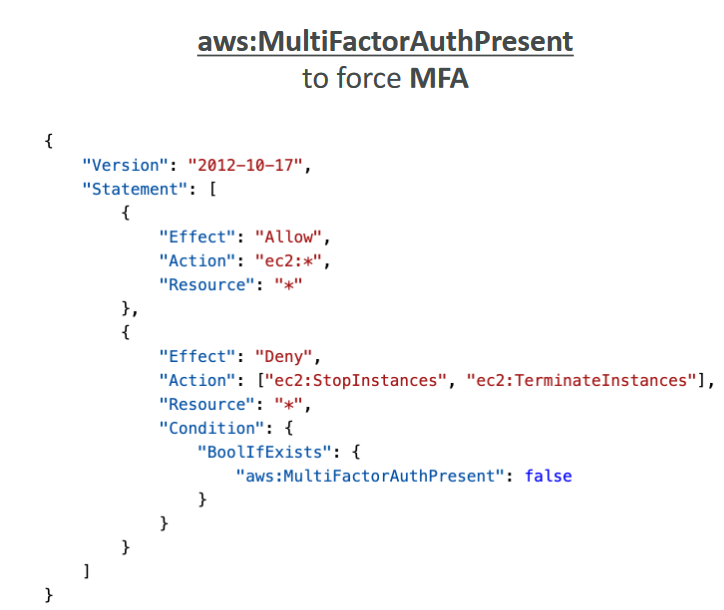 aws:MultiFactorAuthPresent
to force MFA
{
    "Version": "2012-10-17",
    "Statement": [
        {
            "Effect": "Allow",
            "Action": "ec2:*",
            "Resource": "*"
        },
        {
            "Effect": "Deny",
            "Action": ["ec2:StopInstances", "ec2:TerminateInstances"],
            "Resource": "*",
            "Condition": {
                "BoolIfExists": {
                    "aws:MultiFactorAuthPresent": false
                }
            }
        }
    ]
}